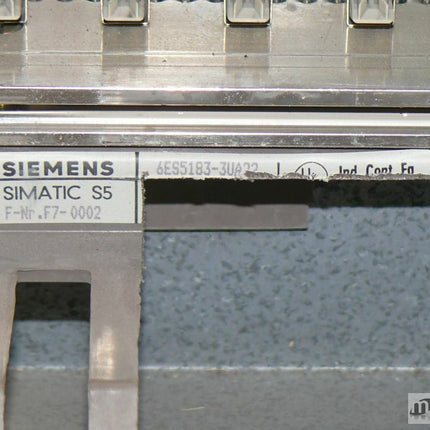 SIEMENS 6ES5183-3UA22 Ind. Cont. Eq
SIMATIC S5
F-Nr.F7-0002